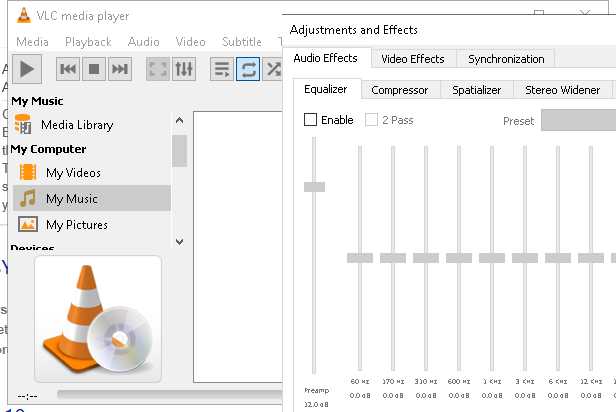 VLC media player
Media Playback Audio Video Subtitle
My Music
Media Library
My Computer
My Videos
My Music
My Pictures
Devices
--:--
Adjustments and Effects
Audio Effects Video Effects Synchronization
Equalizer Compressor Spatializer Stereo Widener
Enable 2 Pass Preset
60 Hz 170 Hz 310 Hz 600 Hz 1 KHz 3 KHz 6 KHz 12 KHz
Preamp 0.0 dB 0.0 dB 0.0 dB 0.0 dB 0.0 dB 0.0 dB 0.0 dB 0.0 dB
12.0 dB